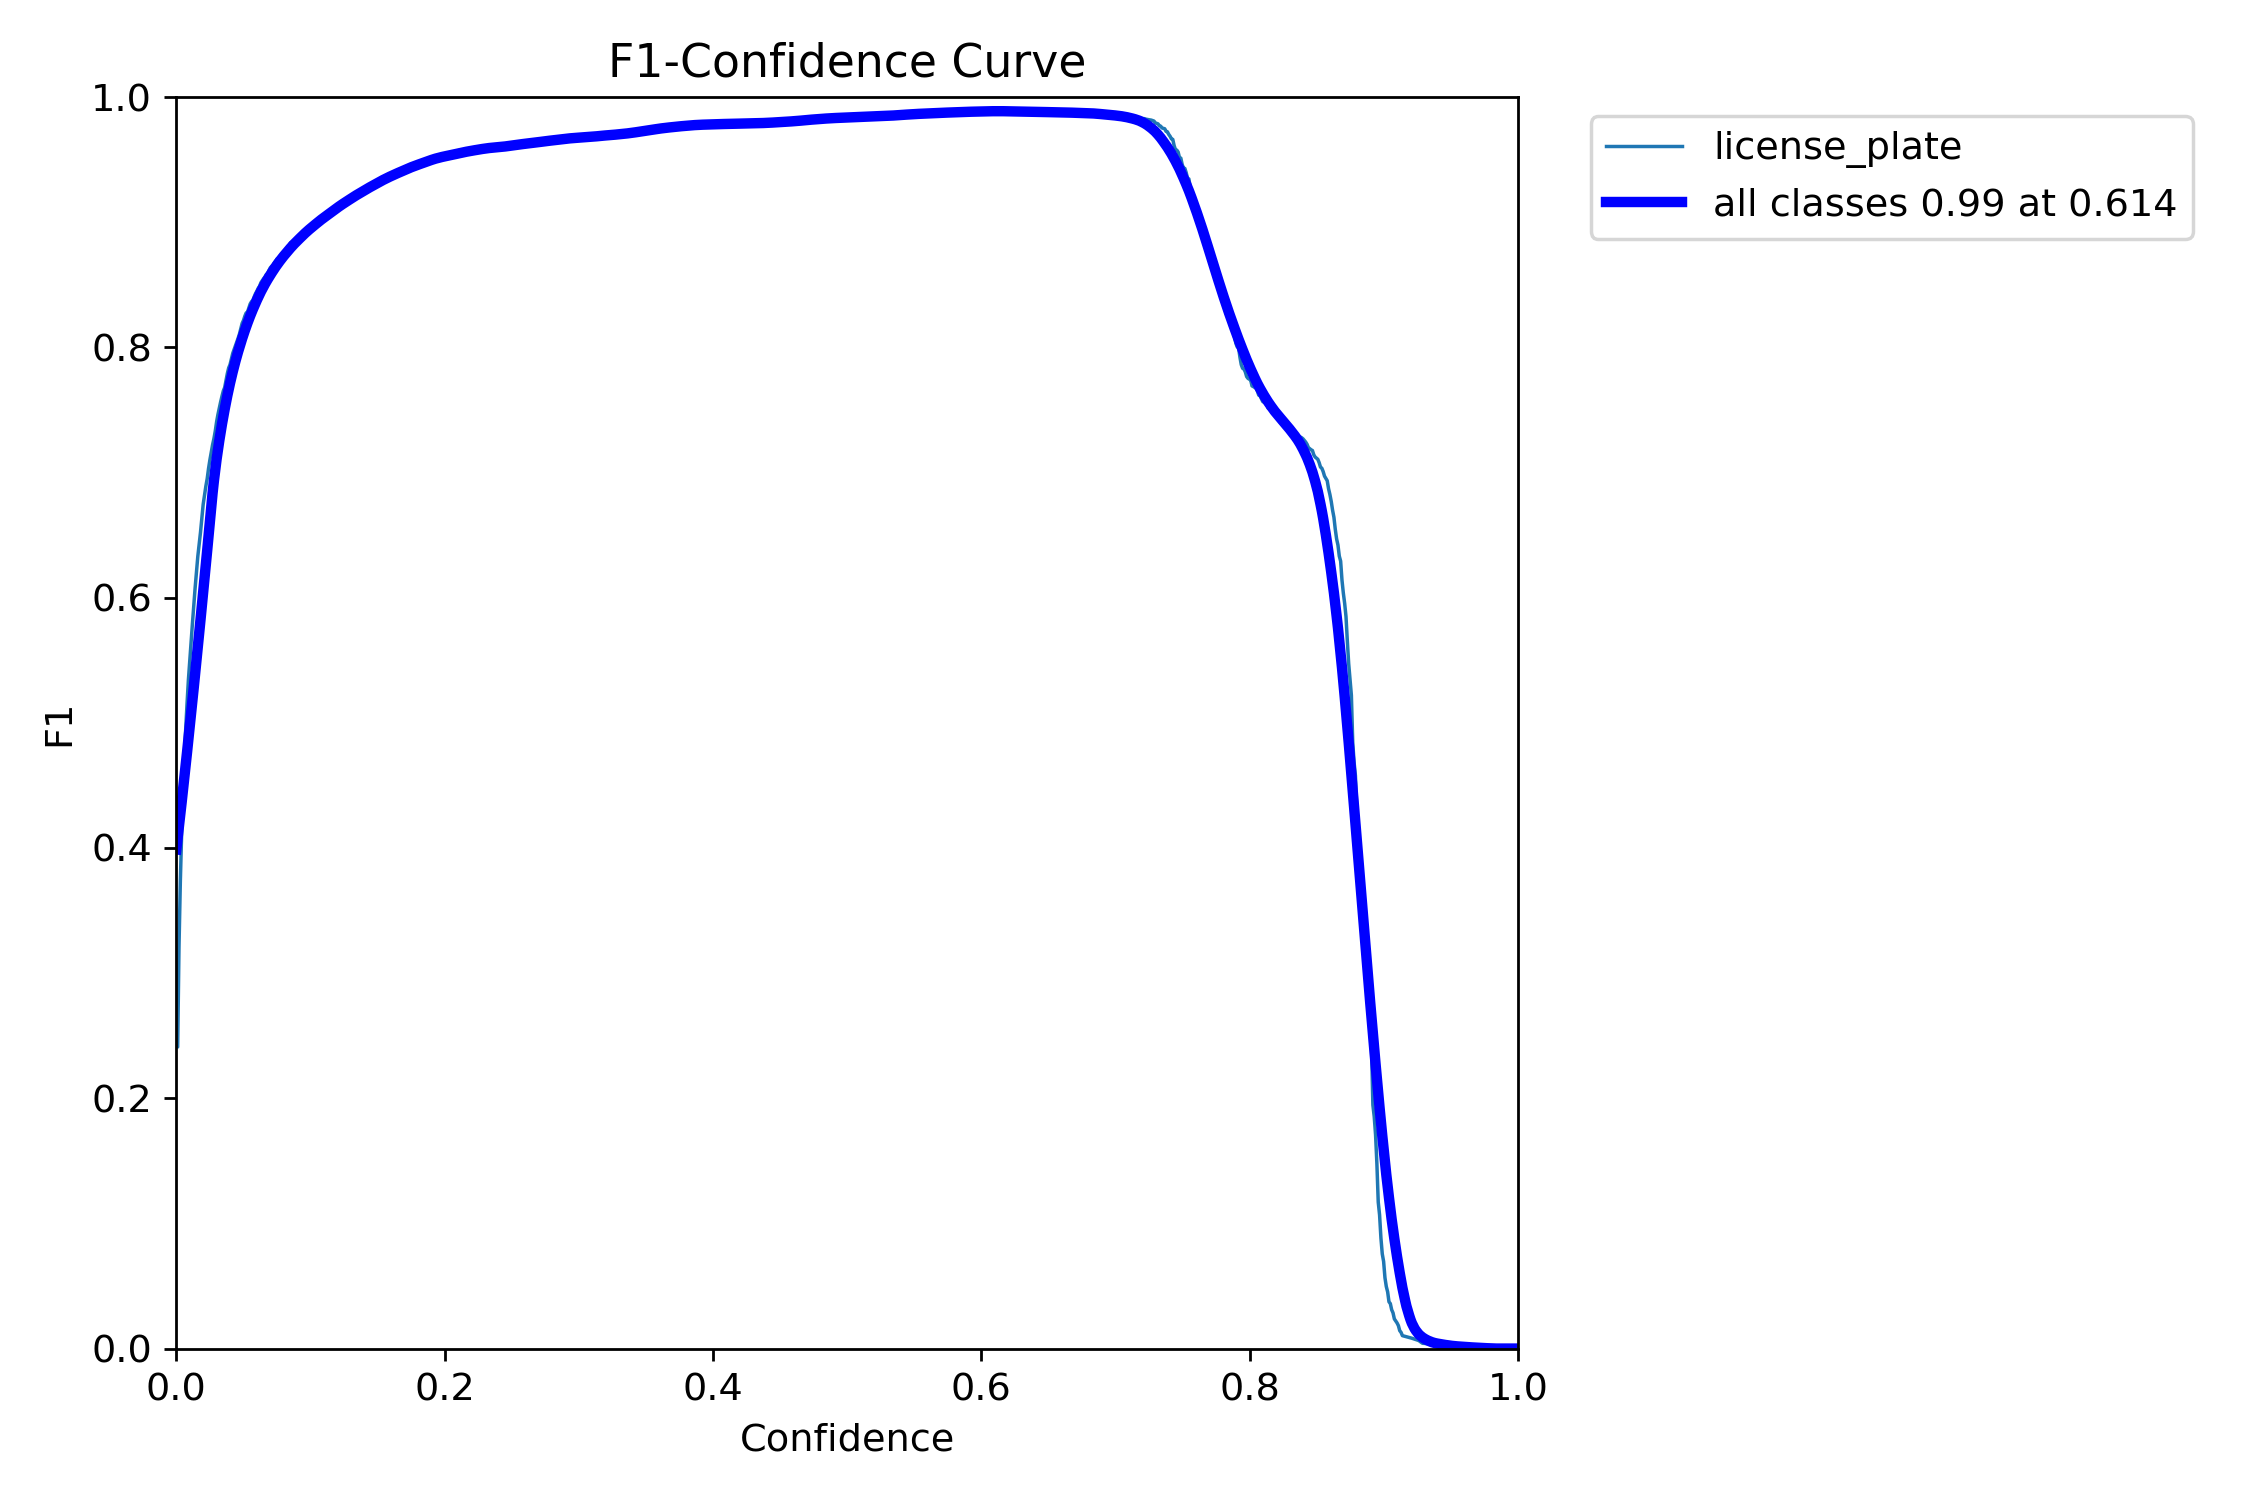 F1-Confidence Curve
1.0
0.8
0.6
0.4
0.2
0.0
F1
0.0 0.2 0.4 0.6 0.8 1.0
Confidence
license_plate
all classes 0.99 at 0.614